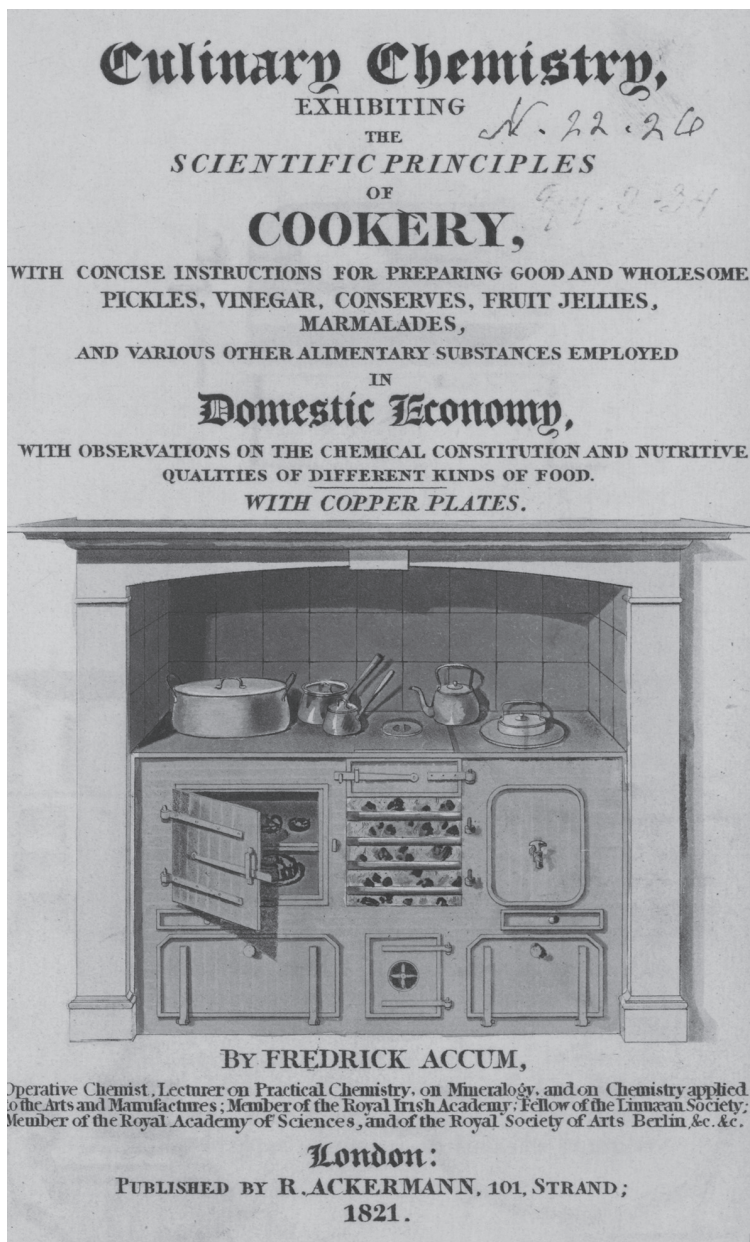 Culinary Chemistry,
EXHIBITING
THE
N. 22. 26
SCIENTIFIC PRINCIPLES
OF
COOKERY,
WITH CONCISE INSTRUCTIONS FOR PREPARING GOOD AND WHOLESOME
PICKLES, VINEGAR, CONSERVES, FRUIT JELLIES,
MARMALADES,
AND VARIOUS OTHER ALIMENTARY SUBSTANCES EMPLOYED
IN
Domestic Economy,
WITH OBSERVATIONS ON THE CHEMICAL CONSTITUTION AND NUTRITIVE
QUALITIES OF DIFFERENT KINDS OF FOOD.
WITH COPPER PLATES.
BY FREDRICK ACCUM,
Operative Chemist, Lecturer on Practical Chemistry, on Mineralogy, and on Chemistry applied
to the Arts and Manufactures; Member of the Royal Irish Academy; Fellow of the Linnæan Society;
Member of the Royal Academy of Sciences, and of the Royal Society of Arts Berlin &c. &c.
London:
PUBLISHED BY R. ACKERMANN, 101, STRAND;
1821.